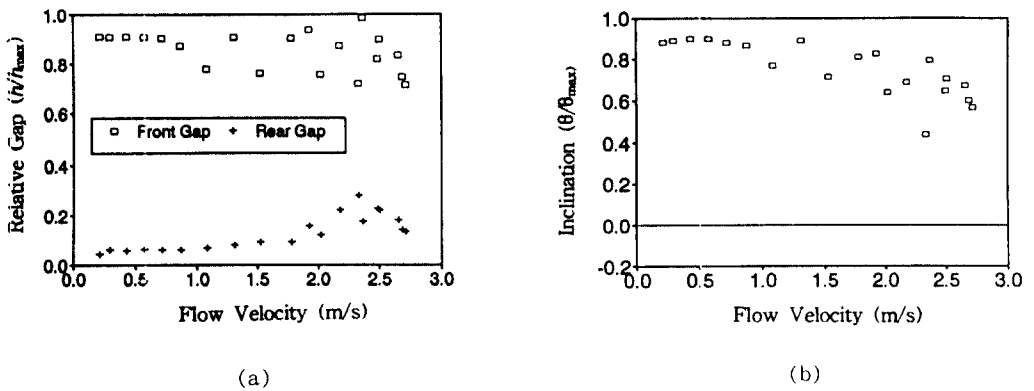 Relative Gap (h/hmax)
1.0
0.8
0.6
0.4
0.2
0.0
□ Front Gap + Rear Gap
0.0 0.5 1.0 1.5 2.0 2.5 3.0
Flow Velocity (m/s)
(a)
Inclination (θ/θmax)
1.0
0.8
0.6
0.4
0.2
0.0
-0.2
0.0 0.5 1.0 1.5 2.0 2.5 3.0
Flow Velocity (m/s)
(b)